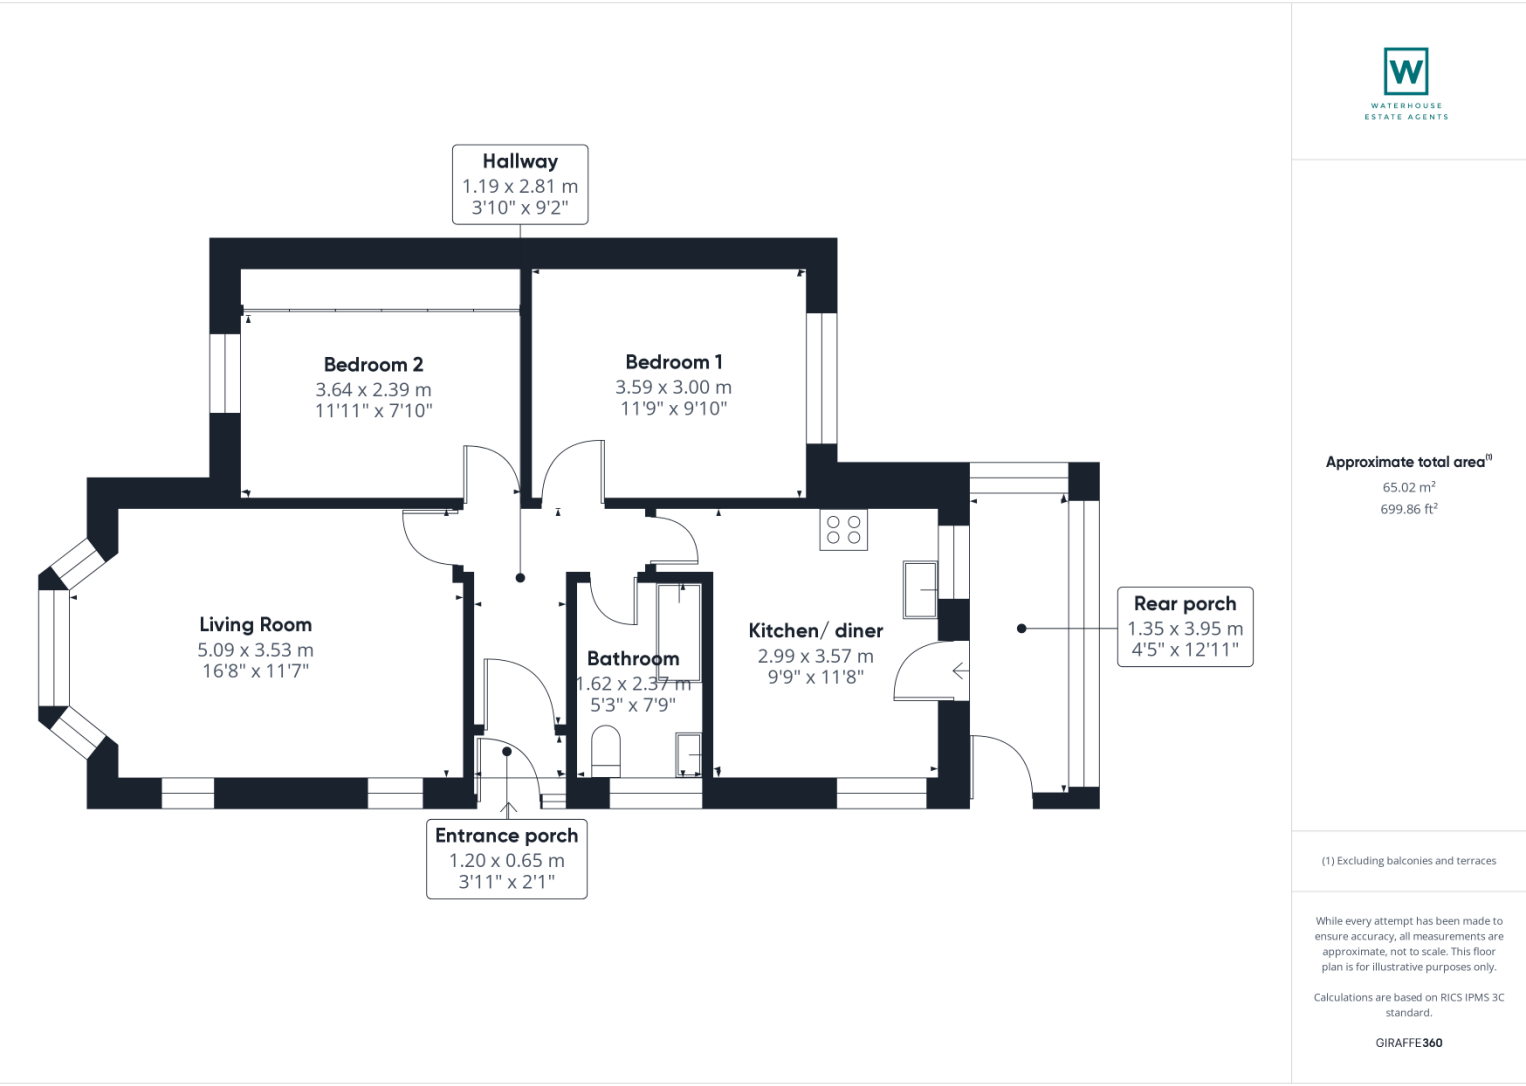 Hallway
1.19 x 2.81 m
3'10" x 9'2"
Bedroom 2
3.64 x 2.39 m
11'11" x 7'10"
Bedroom 1
3.59 x 3.00 m
11'9" x 9'10"
Living Room
5.09 x 3.53 m
16'8" x 11'7"
Bathroom
1.62 x 2.37 m
5'3" x 7'9"
Kitchen/ diner
2.99 x 3.57 m
9'9" x 11'8"
Rear porch
1.35 x 3.95 m
4'5" x 12'11"
Entrance porch
1.20 x 0.65 m
3'11" x 2'1"
W
WATERHOUSE
ESTATE AGENTS
Approximate total area(1)
65.02 m²
699.86 ft²
(1) Excluding balconies and terraces
While every attempt has been made to
ensure accuracy, all measurements are
approximate, not to scale. This floor
plan is for illustrative purposes only.
Calculations are based on RICS IPMS 3C
standard.
GIRAFFE360